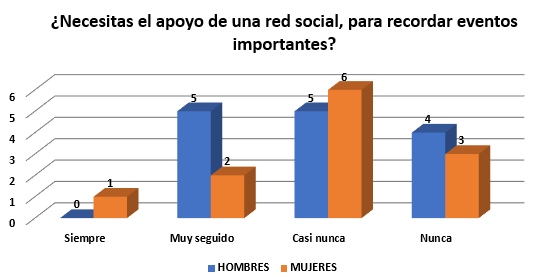 ¿Necesitas el apoyo de una red social, para recordar eventos
importantes?
6
5
4
3
2
1
0
0
1
5
2
5
6
4
3
Siempre
Muy seguido
Casi nunca
Nunca
HOMBRES
MUJERES